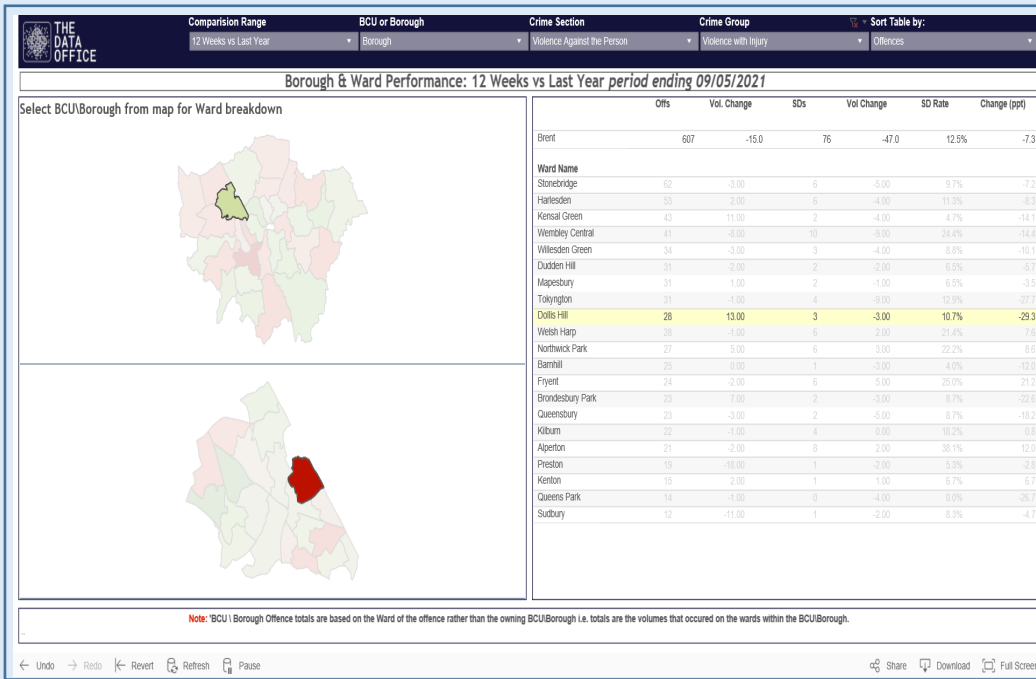 THE
DATA
OFFICE
Comparision Range BCU or Borough Crime Section Crime Group Sort Table by:
12 Weeks vs Last Year Borough Violence Against the Person Violence with Injury Offences
Borough & Ward Performance: 12 Weeks vs Last Year period ending 09/05/2021
Select BCU\Borough from map for Ward breakdown
Offs Vol. Change SDs Vol Change SD Rate Change (ppt)
Brent 607 -15.0 76 -47.0 12.5% -7.3
Ward Name
Stonebridge 62 -3.00 6 -5.00 9.7% -7.2
Harlesden 53 2.00 6 -4.00 11.3% -8.3
Kensal Green 43 11.00 2 -4.00 4.7% -14.1
Wembley Central 41 -8.00 10 -9.00 24.4% -14.4
Willesden Green 34 -3.00 3 -4.00 8.8% -10.1
Dudden Hill 31 -2.00 2 -2.00 6.5% -5.7
Mapesbury 31 1.00 2 -1.00 6.5% -3.5
Tokyngton 31 -1.00 4 -9.00 12.9% -27.7
Dollis Hill 28 13.00 3 -3.00 10.7% -29.3
Welsh Harp 28 -1.00 6 2.00 21.4% 7.6
Northwick Park 27 5.00 6 3.00 22.2% 8.6
Barnhill 25 0.00 1 -3.00 4.0% -12.0
Fryent 24 -2.00 6 5.00 25.0% 21.2
Brondesbury Park 23 7.00 2 -3.00 8.7% -22.6
Queensbury 23 -3.00 2 -5.00 8.7% -18.2
Kilburn 22 -1.00 4 0.00 18.2% 0.8
Alperton 21 -2.00 8 2.00 38.1% 12.0
Preston 19 -18.00 1 -2.00 5.3% -2.8
Kenton 15 2.00 1 1.00 6.7% 6.7
Queens Park 14 -1.00 0 -4.00 0.0% -26.7
Sudbury 12 -11.00 1 -2.00 8.3% -4.7
Note: 'BCU \ Borough Offence totals are based on the Ward of the offence rather than the owning BCU\Borough i.e. totals are the volumes that occured on the wards within the BCU\Borough.
Undo Redo Revert Refresh Pause Share Download Full Screen